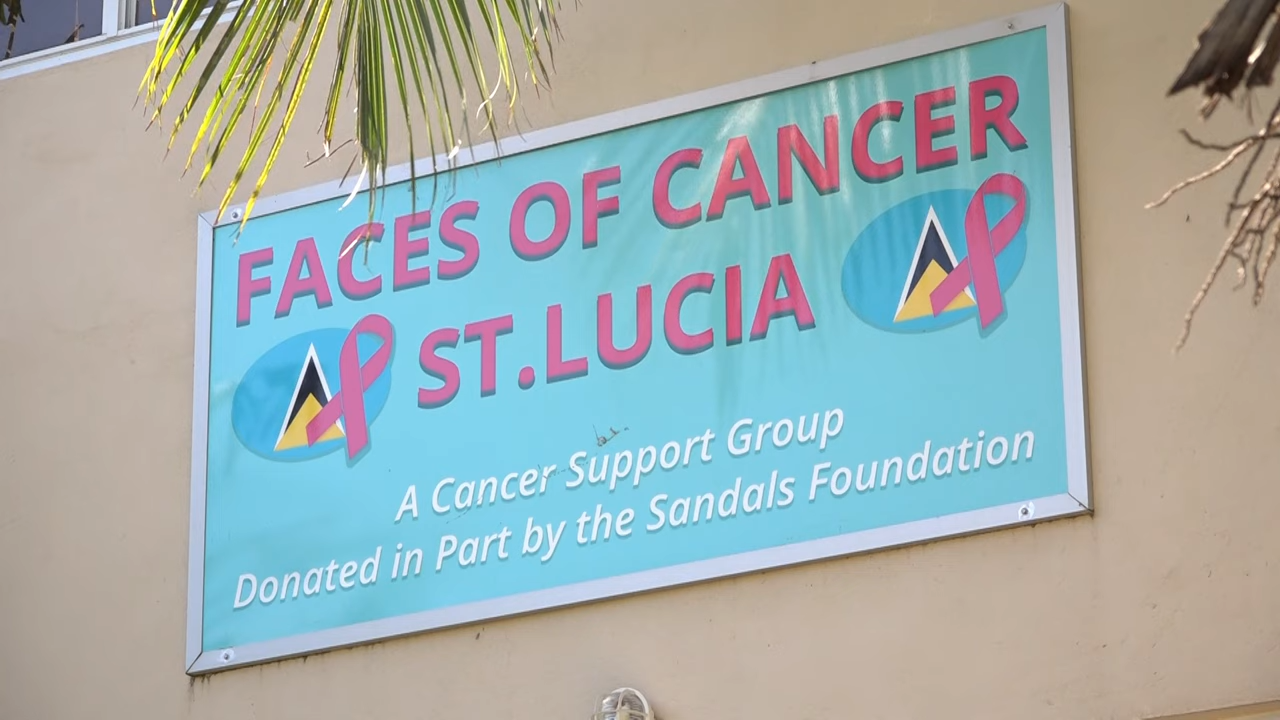 FACES OF CANCER
ST.LUCIA
A Cancer Support Group
Donated in Part by the Sandals Foundation